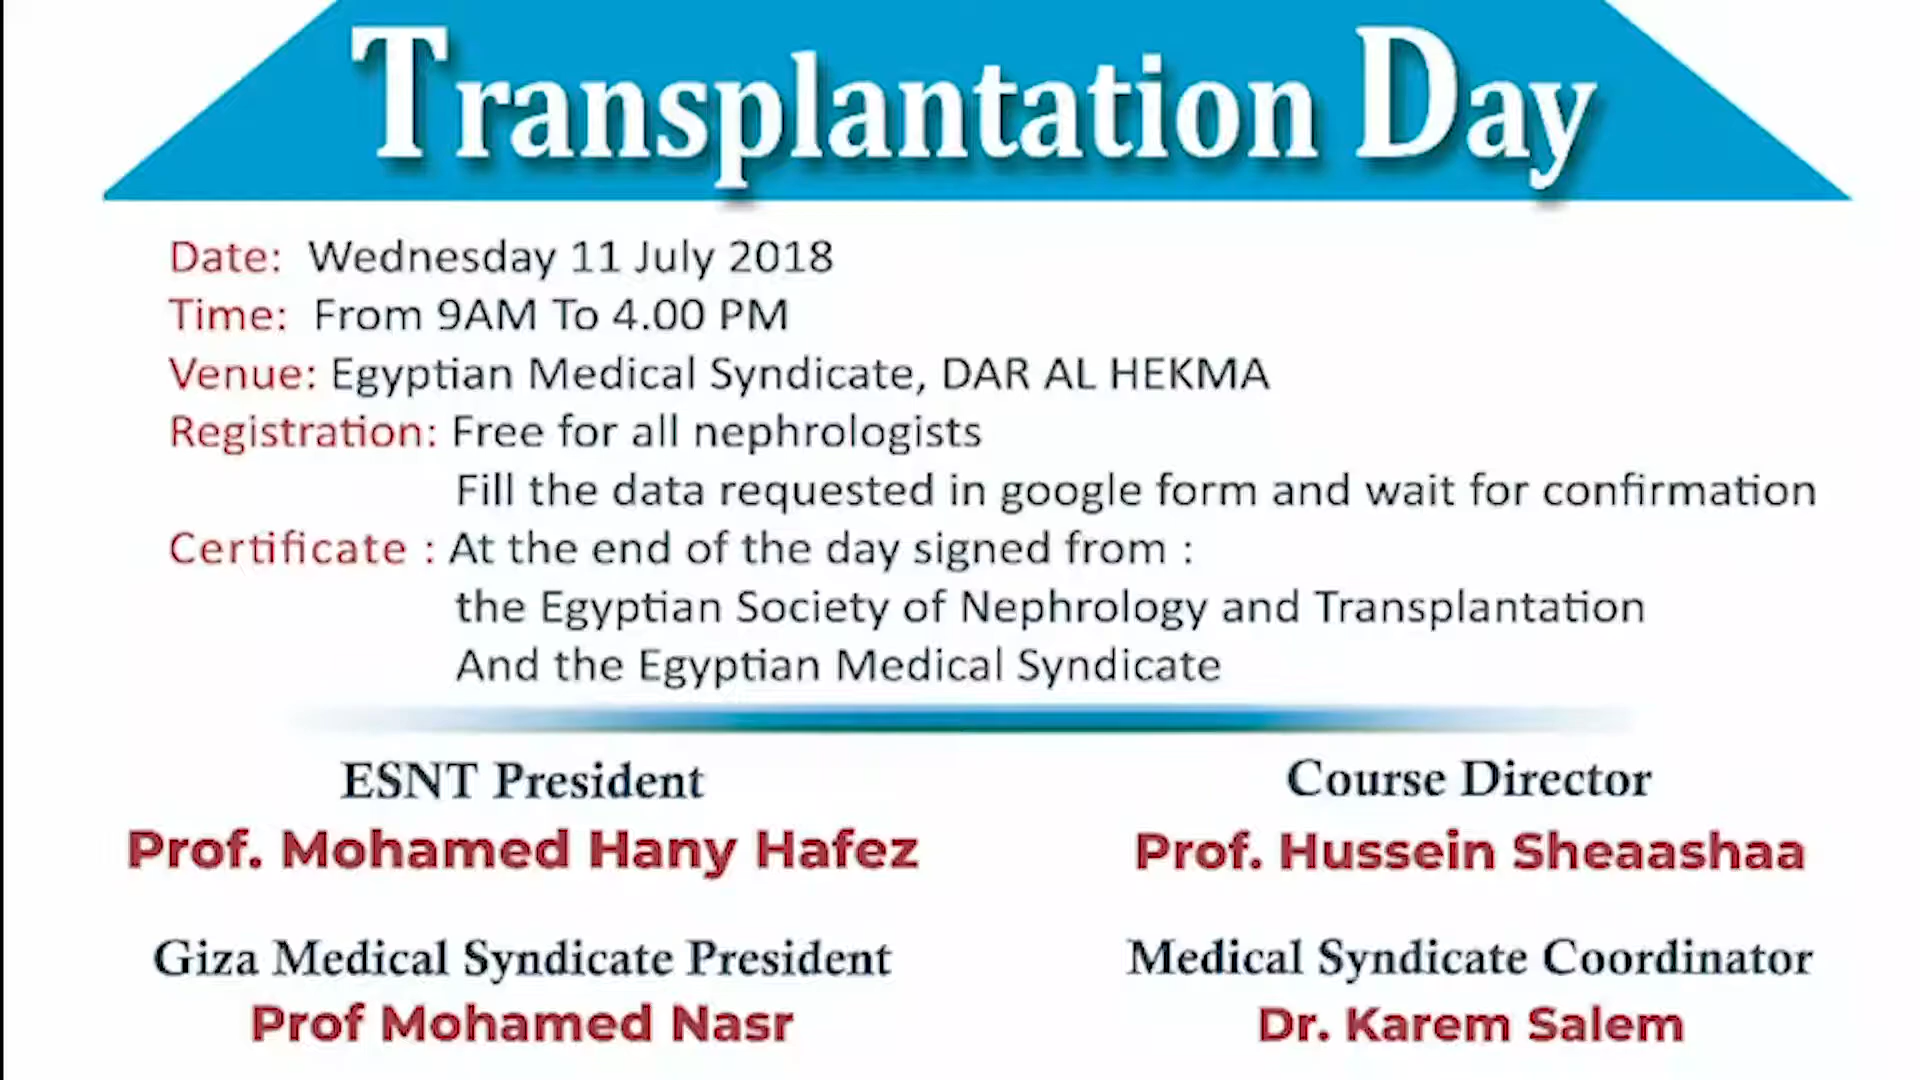 Transplantation Day
Date: Wednesday 11 July 2018
Time: From 9AM To 4.00 PM
Venue: Egyptian Medical Syndicate, DAR AL HEKMA
Registration: Free for all nephrologists
Fill the data requested in google form and wait for confirmation
Certificate : At the end of the day signed from :
the Egyptian Society of Nephrology and Transplantation
And the Egyptian Medical Syndicate
ESNT President
Prof. Mohamed Hany Hafez
Course Director
Prof. Hussein Sheaashaa
Giza Medical Syndicate President
Prof Mohamed Nasr
Medical Syndicate Coordinator
Dr. Karem Salem